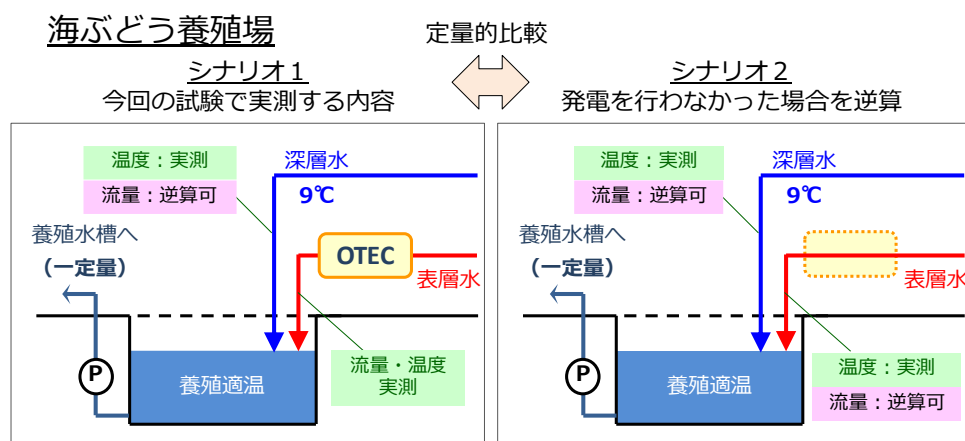 海ぶどう養殖場
定量的比較
シナリオ1
今回の試験で実測する内容
シナリオ2
発電を行わなかった場合を逆算
温度：実測
流量：逆算可
深層水
9℃
養殖水槽へ
（一定量）
OTEC
表層水
P
養殖適温
流量・温度
実測
温度：実測
流量：逆算可
深層水
9℃
養殖水槽へ
（一定量）
表層水
P
養殖適温
温度：実測
流量：逆算可